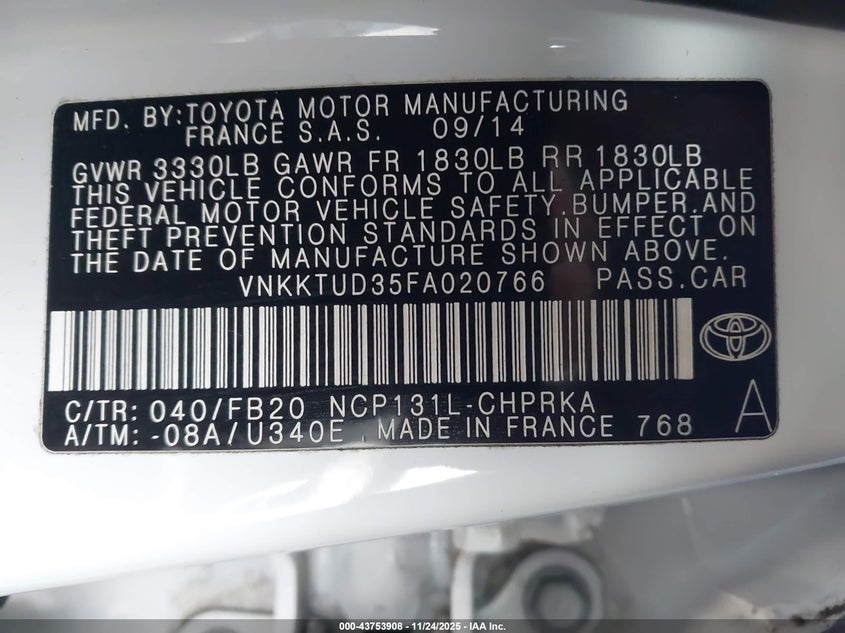 MFD. BY:TOYOTA MOTOR MANUFACTURING
FRANCE S.A.S. 09/14
GVWR 3330LB GAWR FR 1830LB RR 1830LB
THIS VEHICLE CONFORMS TO ALL APPLICABLE
FEDERAL MOTOR VEHICLE SAFETY,BUMPER,AND
THEFT PREVENTION STANDARDS IN EFFECT ON
THE DATE OF MANUFACTURE SHOWN ABOVE.
VNKKTUD35FA020766 PASS.CAR
C/TR: 040/FB20 NCP131L-CHPRKA
A/TM: -08A/U340E MADE IN FRANCE 768
A
000-43753908 - 11/24/2025 - IAA Inc.